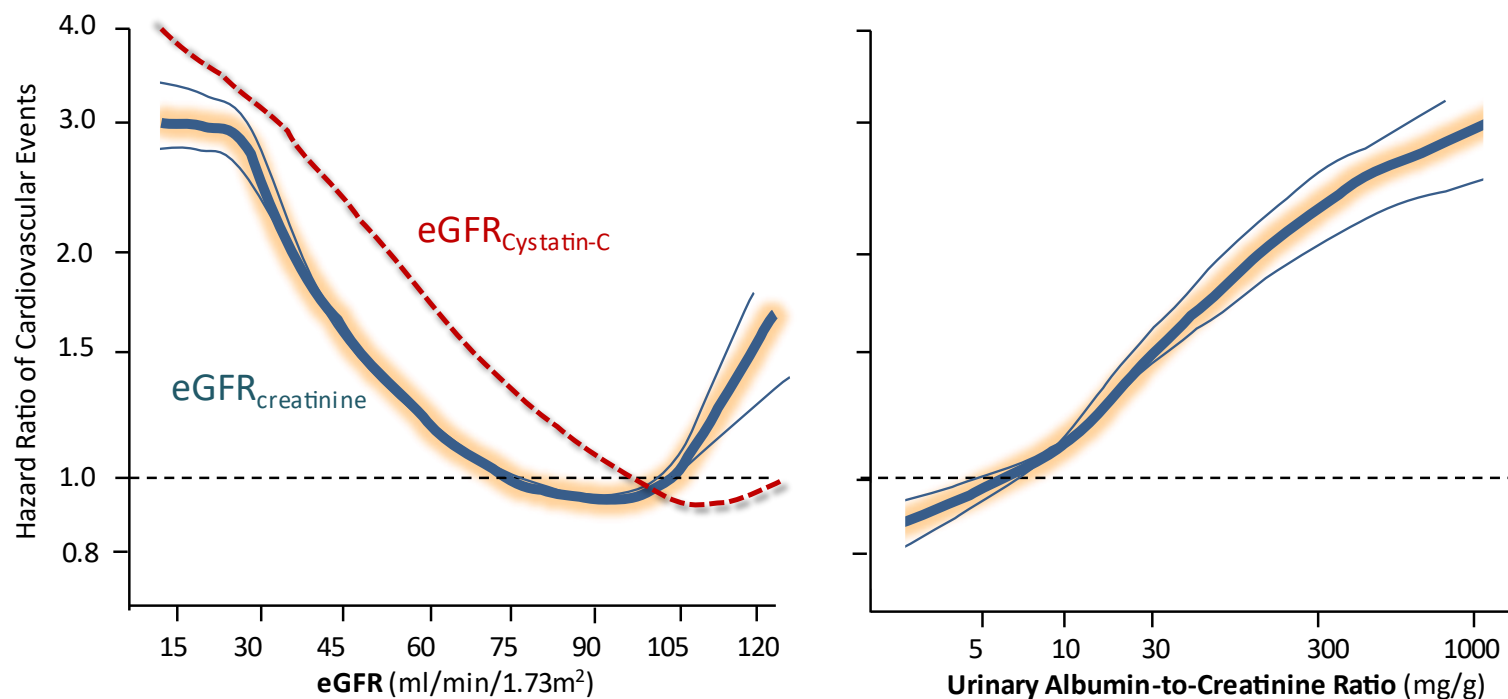 Hazard Ratio of Cardiovascular Events
4.0
3.0
2.0
1.5
1.0
0.8
eGFRCystatin-C
eGFRcreatinine
15 30 45 60 75 90 105 120
eGFR (ml/min/1.73m²)
5 10 30 300 1000
Urinary Albumin-to-Creatinine Ratio (mg/g)